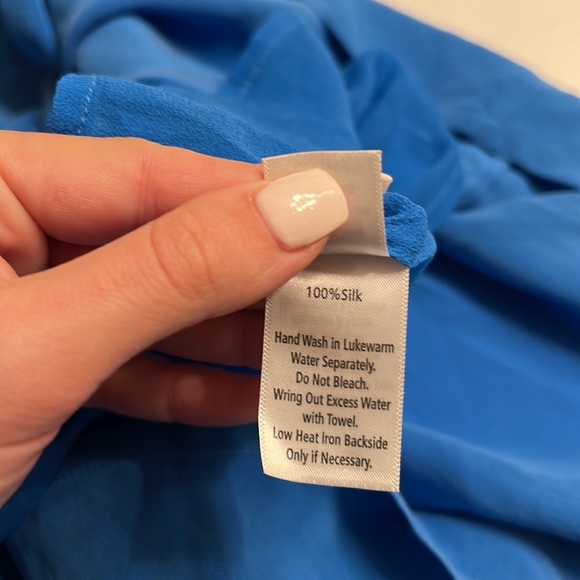 100%Silk
Hand Wash in Lukewarm
Water Separately.
Do Not Bleach.
Wring Out Excess Water
with Towel.
Low Heat Iron Backside
Only if Necessary.